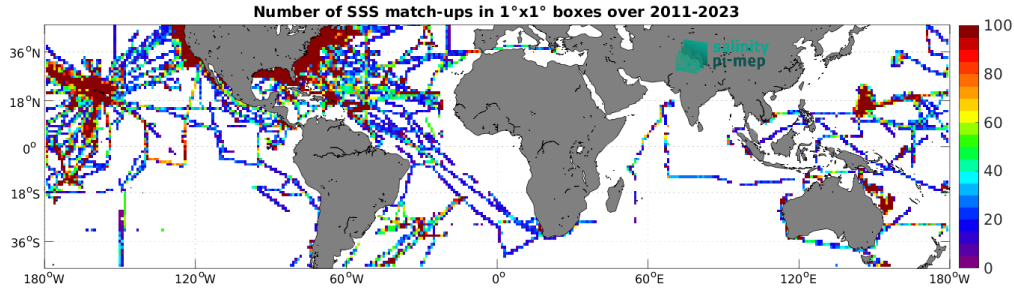 Number of SSS match-ups in 1°x1° boxes over 2011-2023
36°N
18°N
0°
18°S
36°S
180°W
120°W
60°W
0°
60°E
120°E
180°W
salinity
pi-mep
100
80
60
40
20
0